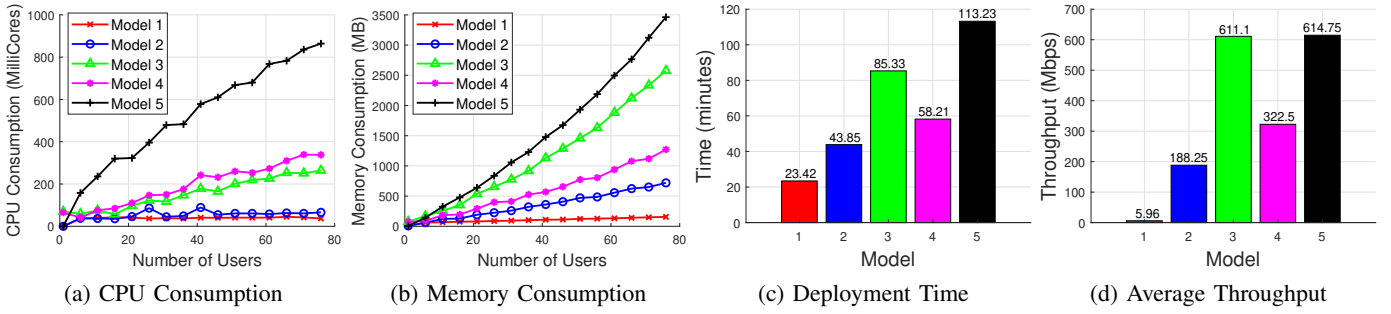 1000
800
600
400
200
0
0 20 40 60 80
CPU Consumption (MilliCores)
Number of Users
Model 1
Model 2
Model 3
Model 4
Model 5
(a) CPU Consumption
3500
3000
2500
2000
1500
1000
500
0
0 20 40 60 80
Memory Consumption (MB)
Number of Users
Model 1
Model 2
Model 3
Model 4
Model 5
(b) Memory Consumption
120
100
80
60
40
20
0
Time (minutes)
23.42
43.85
85.33
58.21
113.23
1 2 3 4 5
Model
(c) Deployment Time
700
600
500
400
300
200
100
0
Throughput (Mbps)
5.96
188.25
611.1
322.5
614.75
1 2 3 4 5
Model
(d) Average Throughput